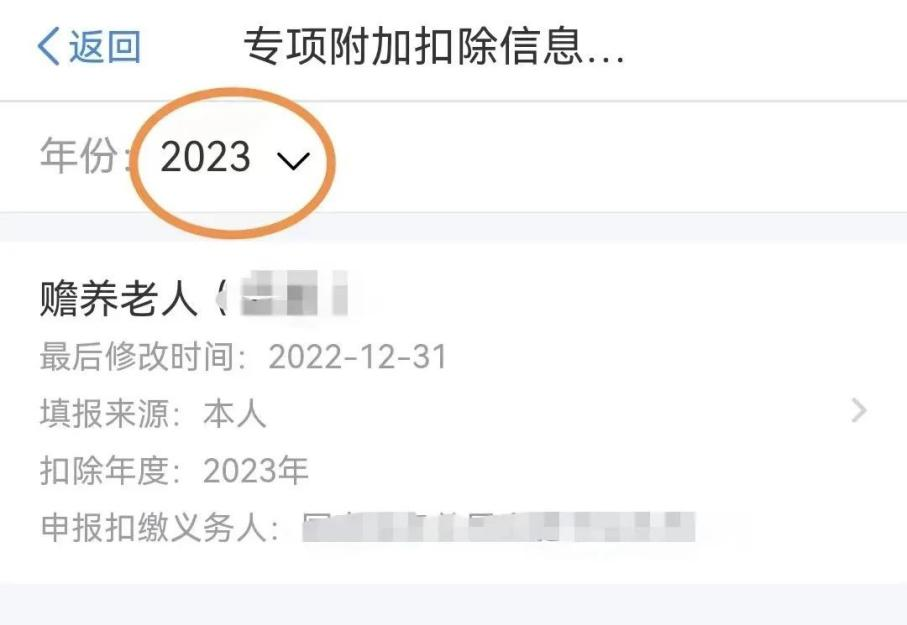 返回
专项附加扣除信息...
年份: 2023
赡养老人（
最后修改时间：2022-12-31
填报来源：本人
扣除年度：2023年
申报扣缴义务人：